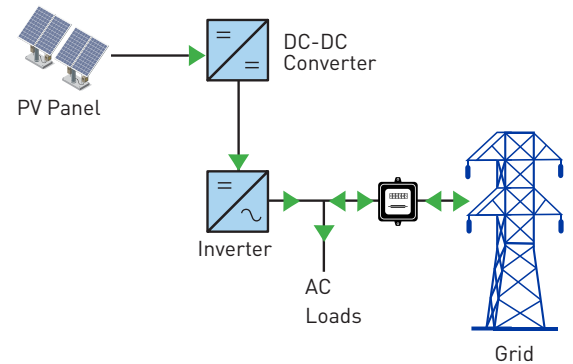 DC-DC
Converter
PV Panel
Inverter
AC
Loads
Grid